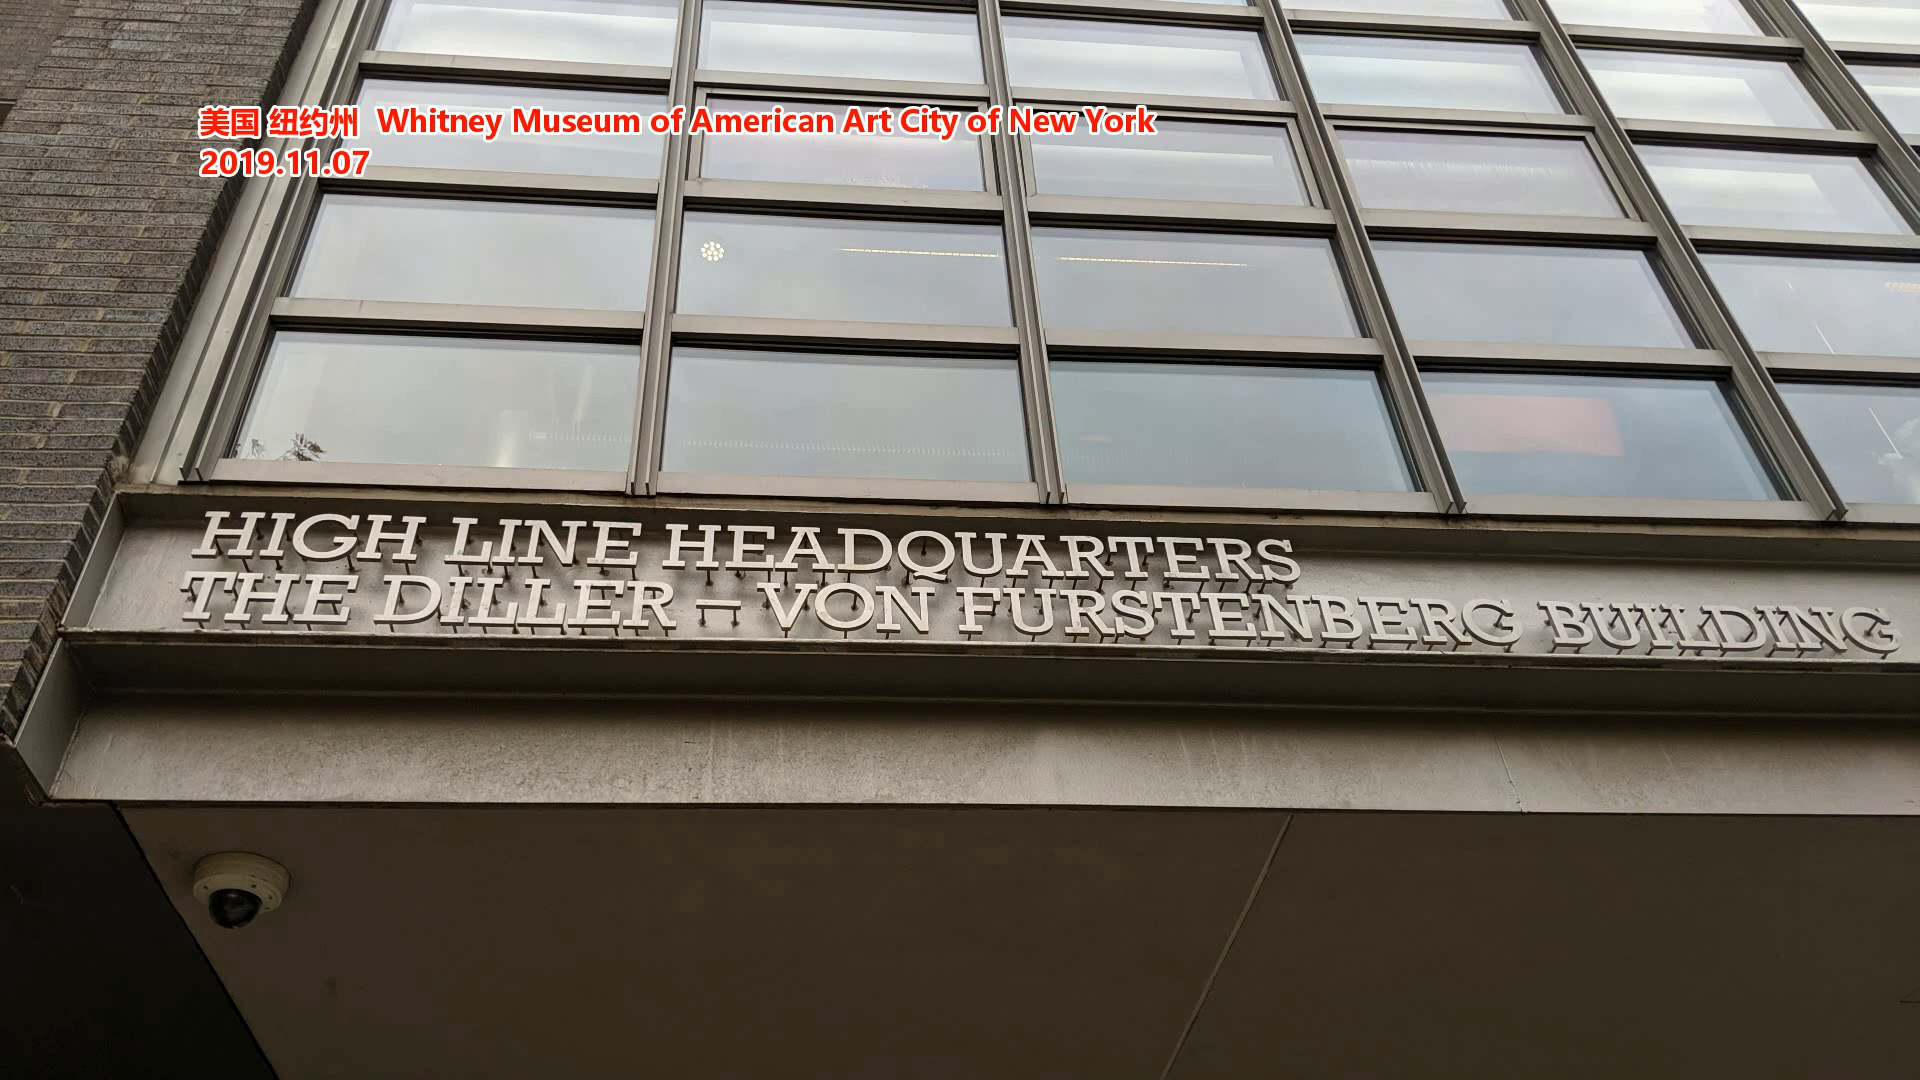 美国 纽约州 Whitney Museum of American Art City of New York
2019.11.07
HIGH LINE HEADQUARTERS
THE DILLER – VON FURSTENBERG BUILDING